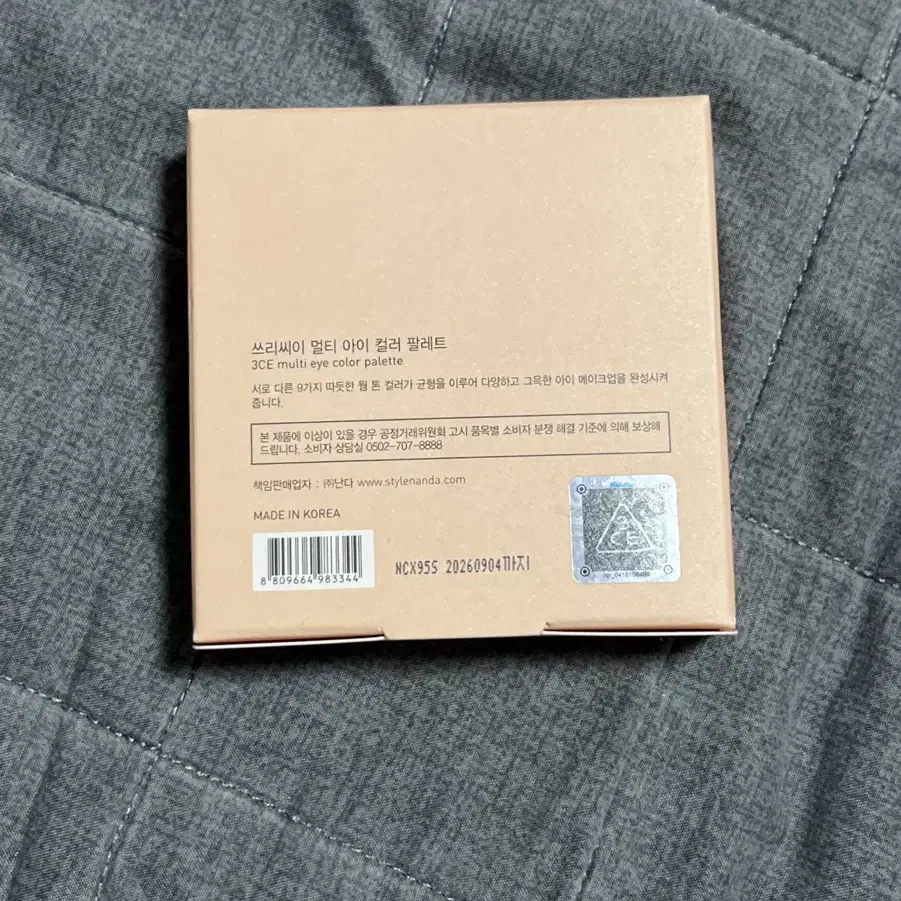 쓰리씨이 멀티 아이 컬러 팔레트
3CE multi eye color palette
서로 다른 9가지 따듯한 웜 톤 컬러가 균형을 이루어 다양하고 그윽한 아이 메이크업을 완성시켜
줍니다.
본 제품에 이상이 있을 경우 공정거래위원회 고시 품목별 소비자 분쟁 해결 기준에 의해 보상해
드립니다. 소비자 상담실 0502-707-8888
책임판매업자 : ㈜난다 www.stylenanda.com
MADE IN KOREA
8 809664 983344
NCX95S 20260904까지
3CE